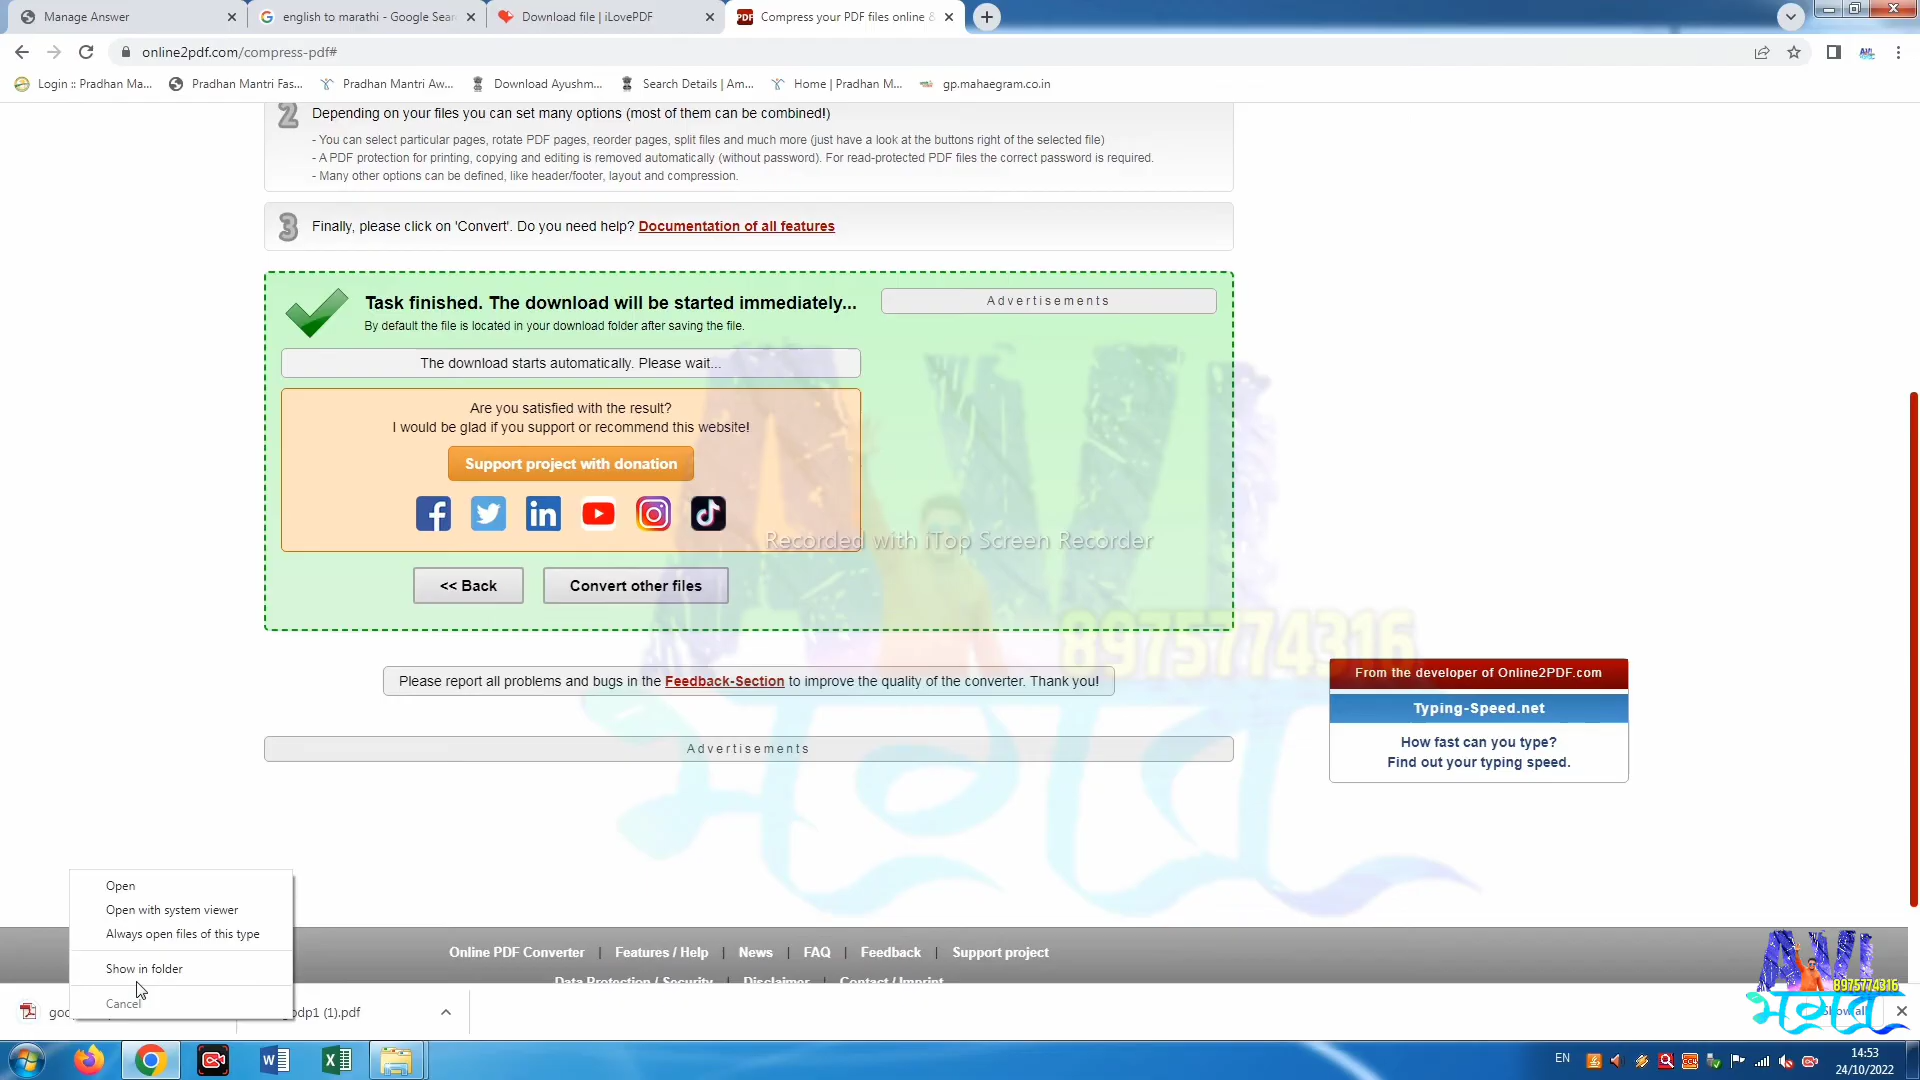 Manage Answer
english to marathi - Google Sear
Download file | iLovePDF
Compress your PDF files online &
online2pdf.com/compress-pdf#
Login :: Pradhan Ma...
Pradhan Mantri Fas...
Pradhan Mantri Aw...
Download Ayushm...
Search Details | Am...
Home | Pradhan M...
gp.mahaegram.co.in
2 Depending on your files you can set many options (most of them can be combined!)
- You can select particular pages, rotate PDF pages, reorder pages, split files and much more (just have a look at the buttons right of the selected file)
- A PDF protection for printing, copying and editing is removed automatically (without password). For read-protected PDF files the correct password is required.
- Many other options can be defined, like header/footer, layout and compression.
3 Finally, please click on 'Convert'. Do you need help? Documentation of all features
Task finished. The download will be started immediately...
By default the file is located in your download folder after saving the file.
Advertisements
The download starts automatically. Please wait...
Are you satisfied with the result?
I would be glad if you support or recommend this website!
Support project with donation
Recorded with iTop Screen Recorder
<< Back
Convert other files
AVI
8975774316
भगत
Please report all problems and bugs in the Feedback-Section to improve the quality of the converter. Thank you!
From the developer of Online2PDF.com
Typing-Speed.net
How fast can you type?
Find out your typing speed.
Advertisements
Open
Open with system viewer
Always open files of this type
Show in folder
Cancel
Online PDF Converter | Features / Help | News | FAQ | Feedback | Support project
Data Protection / Security | Disclaimer | Contact / Imprint
AVI
8975774316
भगत
Show all
godp1 (1).pdf
EN
14:53
24/10/2022